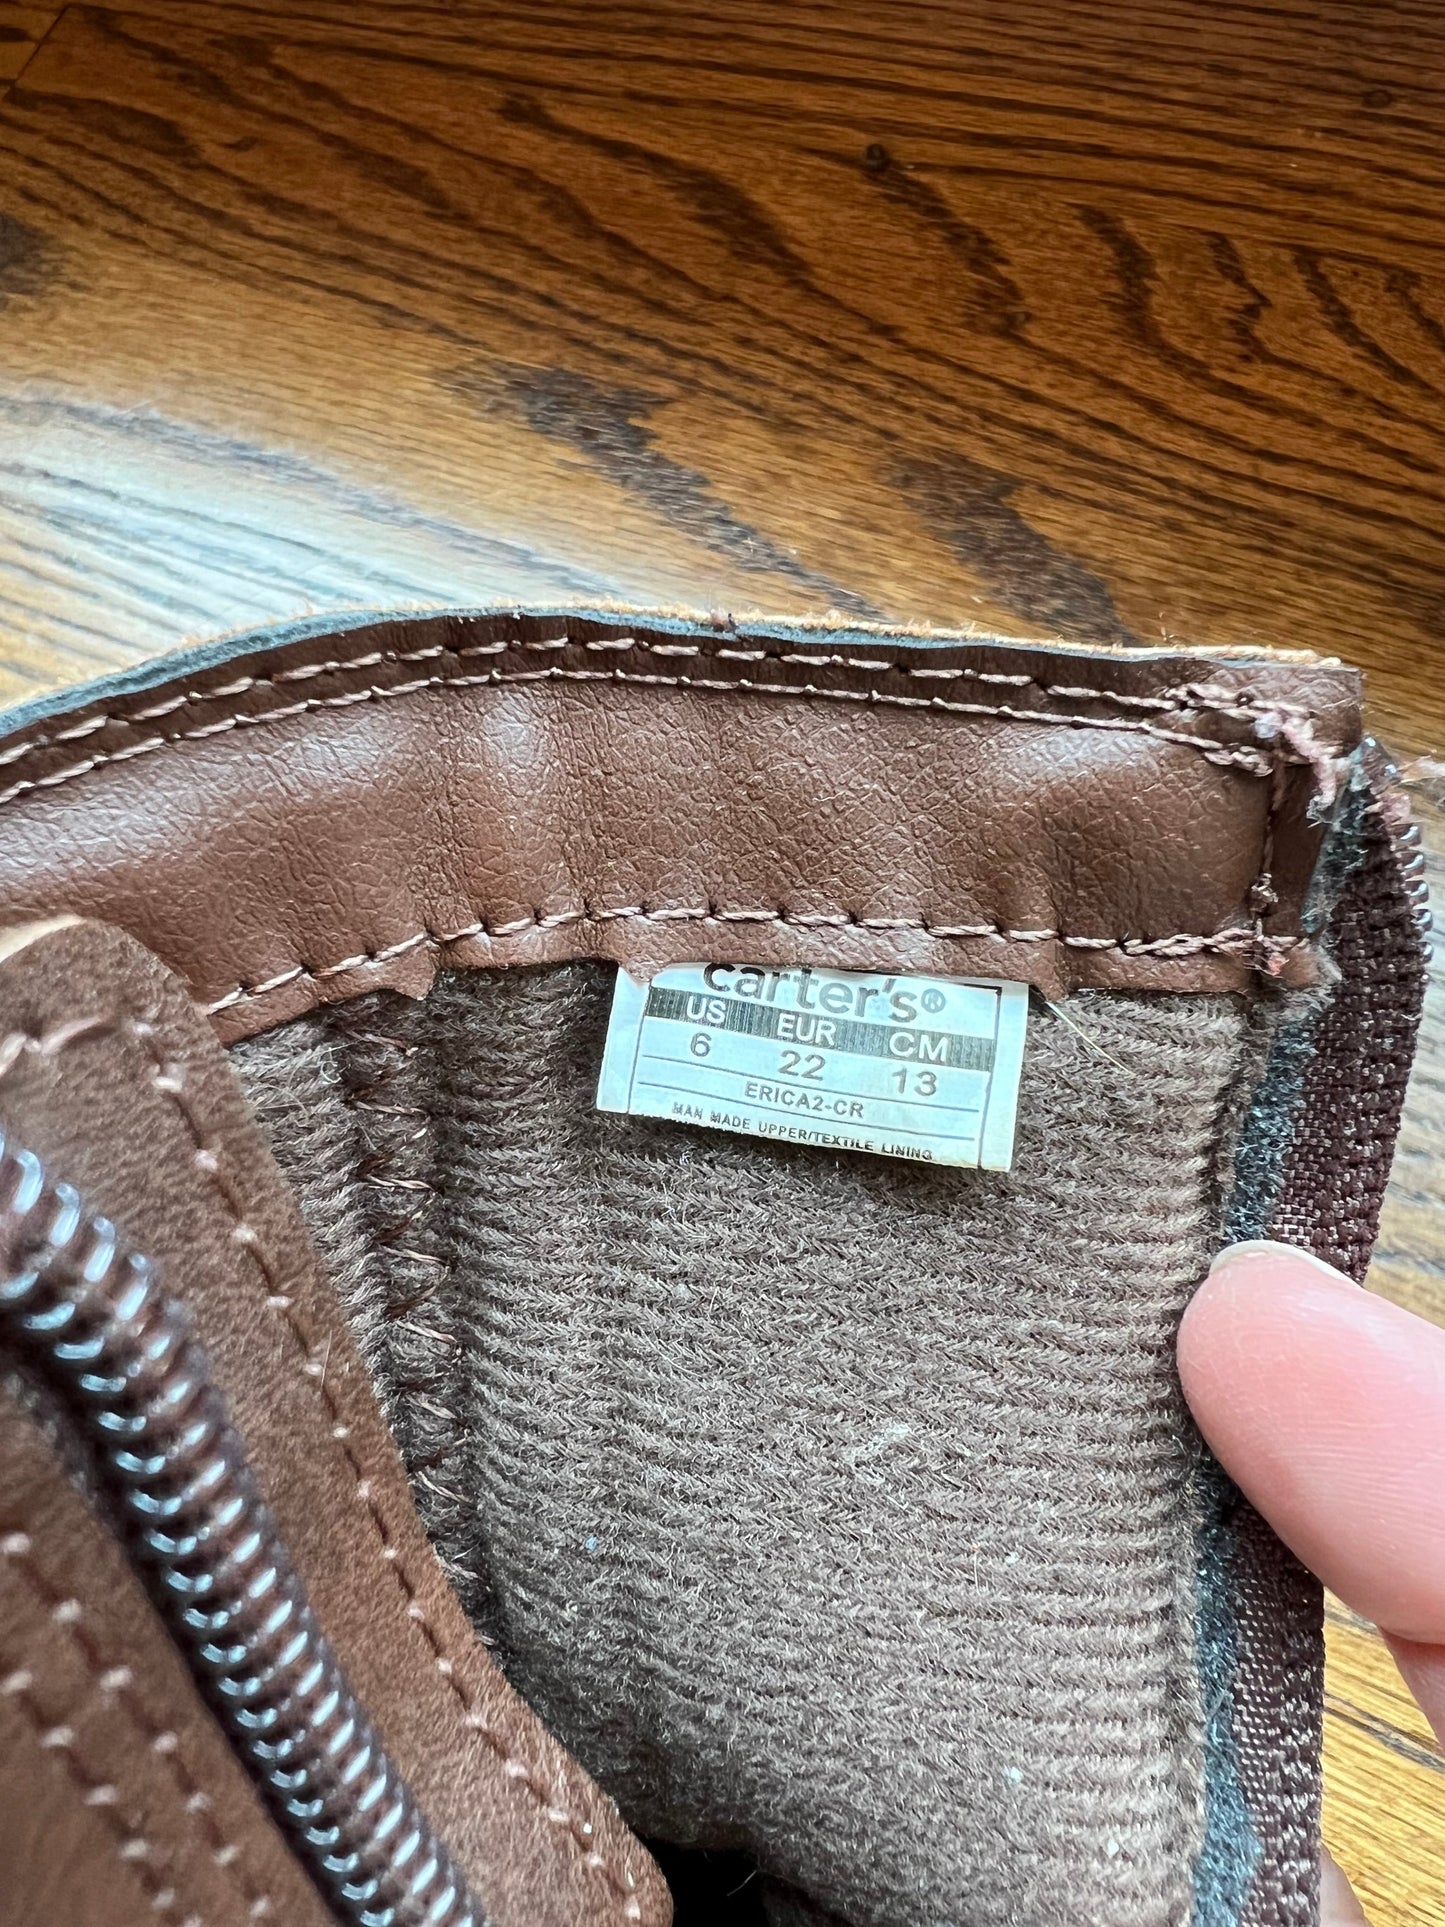 carter's®
US EUR CM
6 22 13
ERICA2-CR
MAN MADE UPPER/TEXTILE LINING